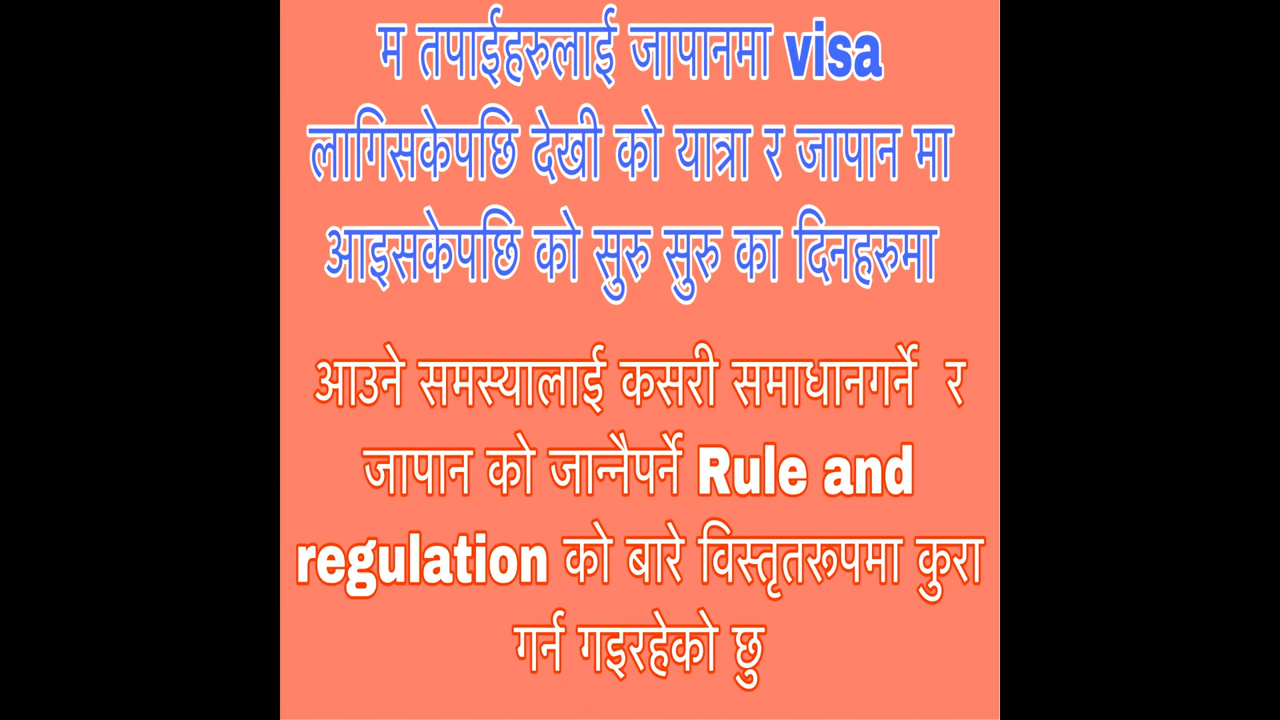 म तपाईहरुलाई जापानमा visa
लागिसकेपछि देखी को यात्रा र जापान मा
आइसकेपछि को सुरु सुरु का दिनहरुमा
आउने समस्यालाई कसरी समाधानगर्ने र
जापान को जान्नैपर्ने Rule and
regulation को बारे विस्तृतरूपमा कुरा
गर्न गइरहेको छु